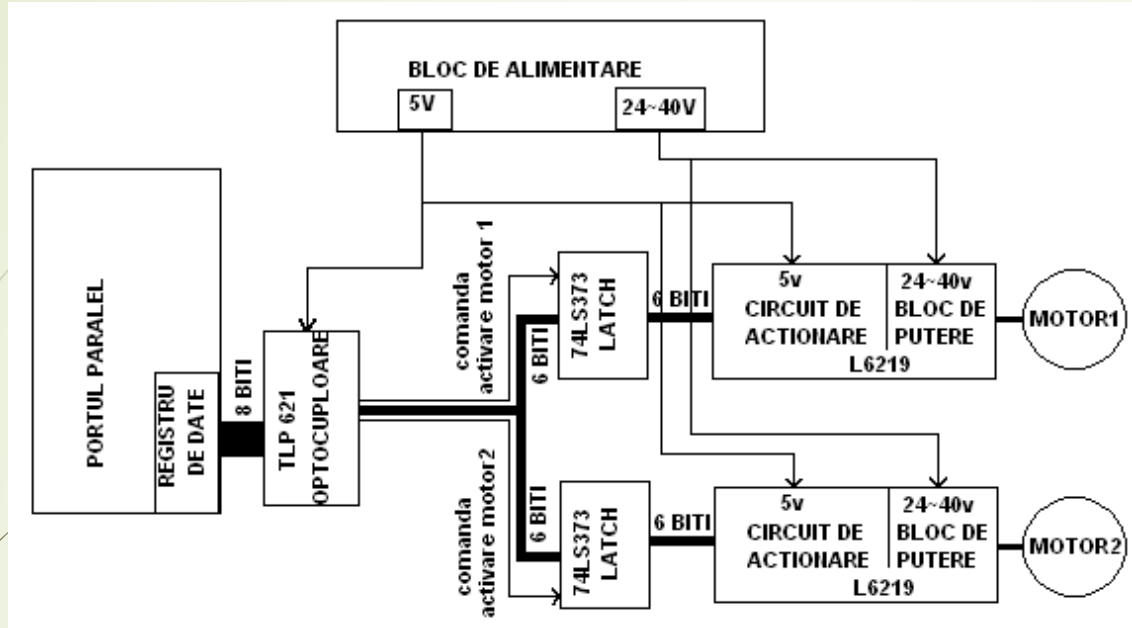 BLOC DE ALIMENTARE
5V
24~40V
PORTUL PARALEL
REGISTRU
DE DATE
8 BITI
TLP 621
OPTOCUPLOARE
comanda
activare motor 1
6 BITI
74LS373
LATCH
6 BITI
5v
CIRCUIT DE
ACTIONARE
24~40v
BLOC DE
PUTERE
L6219
MOTOR1
comanda
activare motor2
6 BITI
74LS373
LATCH
6 BITI
5v
CIRCUIT DE
ACTIONARE
24~40v
BLOC DE
PUTERE
L6219
MOTOR2